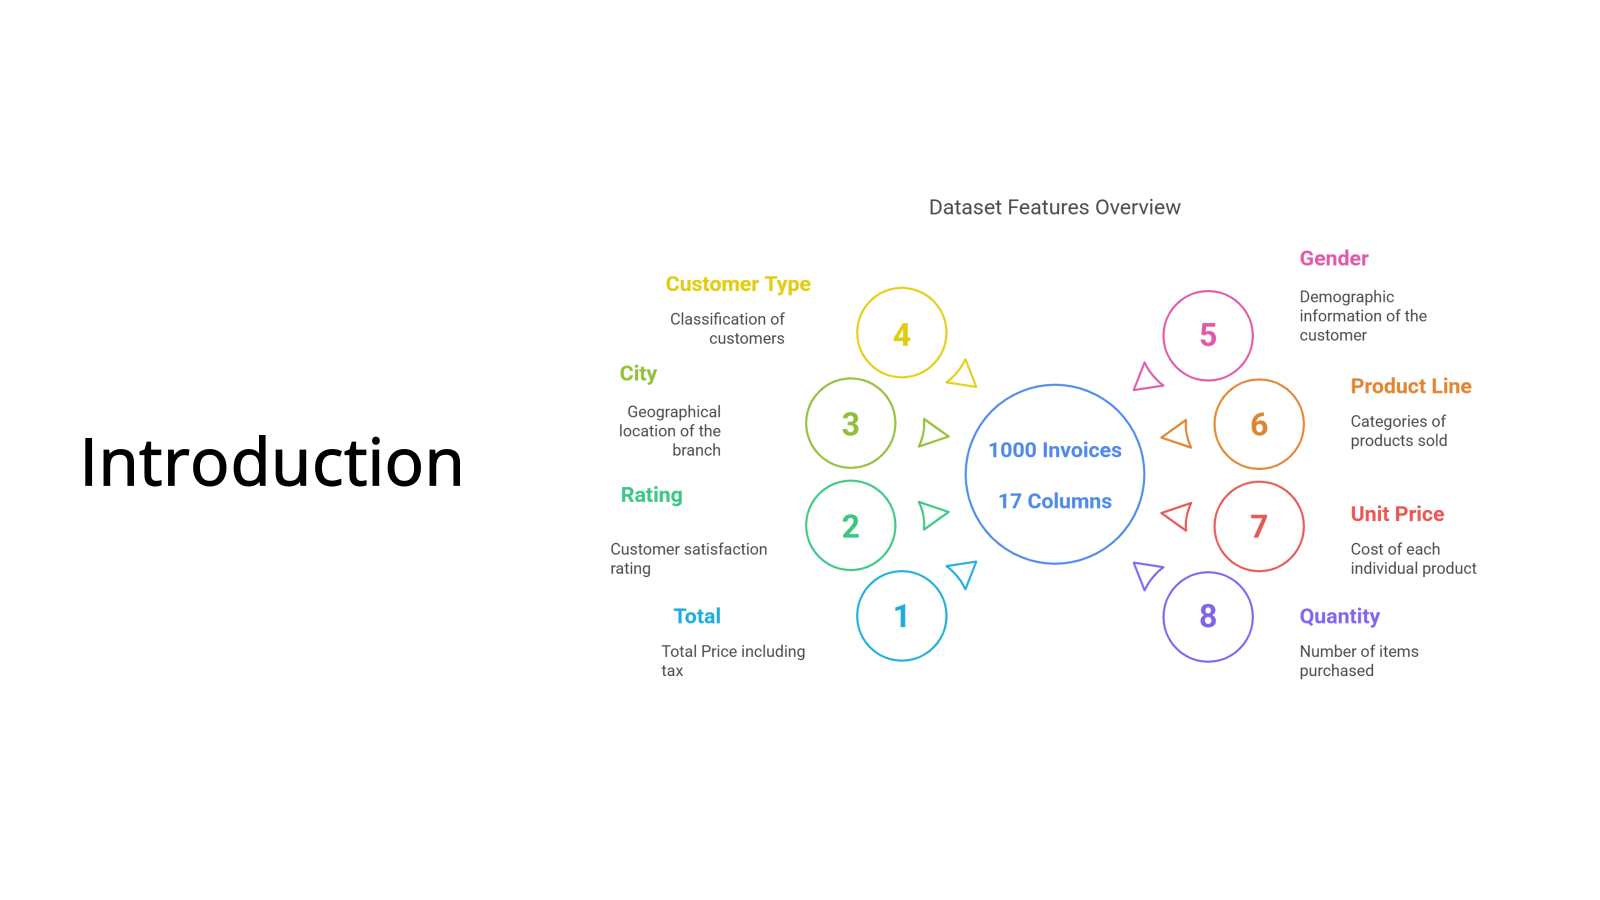 Introduction
Dataset Features Overview
Customer Type
Classification of
customers
4
City
Geographical
location of the
branch
3
Rating
Customer satisfaction
rating
2
Total
Total Price including
tax
1
1000 Invoices
17 Columns
Gender
Demographic
information of the
customer
5
Product Line
Categories of
products sold
6
Unit Price
Cost of each
individual product
7
Quantity
Number of items
purchased
8